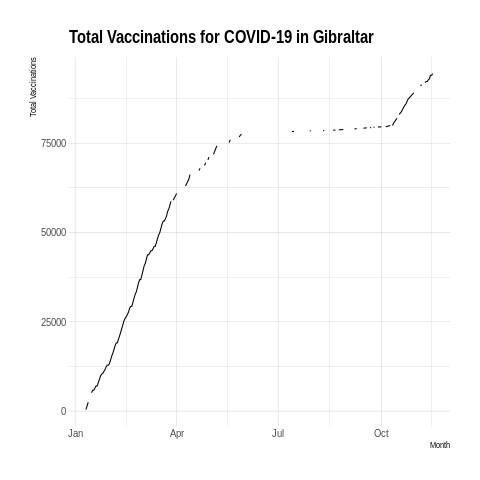 Total Vaccinations for COVID-19 in Gibraltar
Total Vaccinations
75000
50000
25000
0
Jan Apr Jul Oct
Month